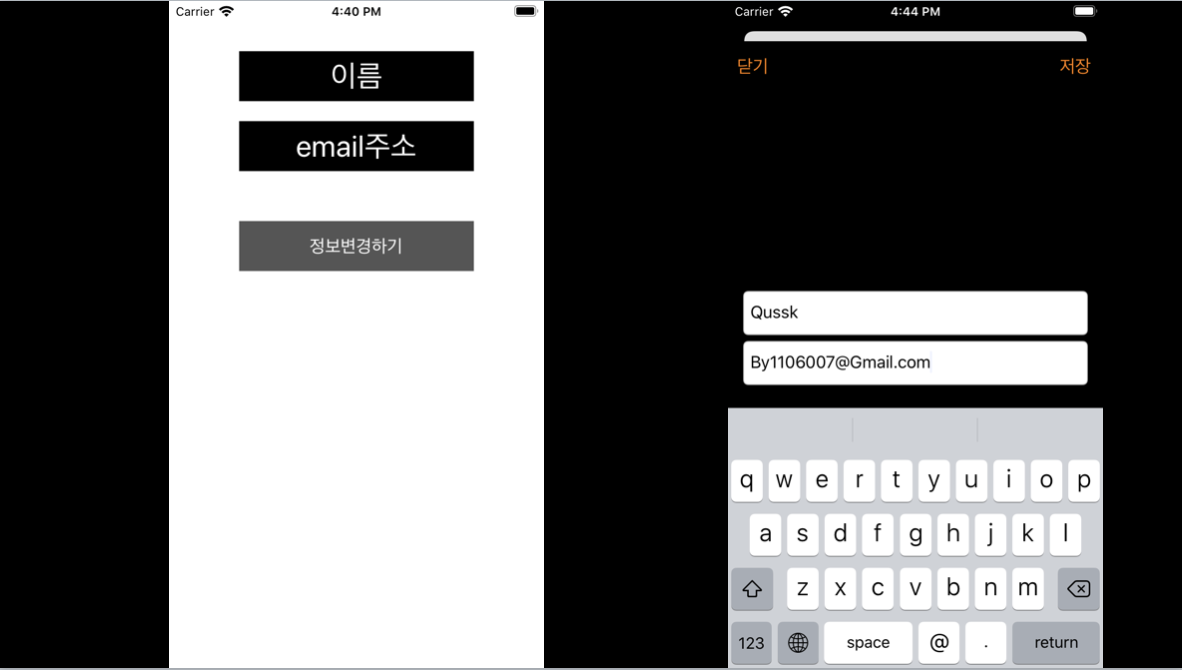 Carrier 4:40 PM
이름
email주소
정보변경하기
Carrier 4:44 PM
닫기 저장
Qussk
By1106007@Gmail.com
q w e r t y u i o p
a s d f g h j k l
z x c v b n m
123 space @ . return